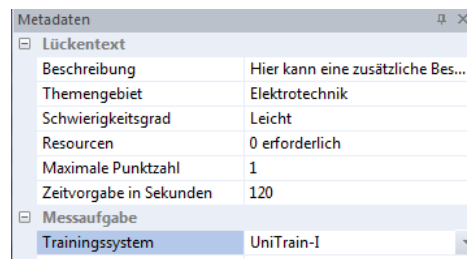 Metadaten
Lückentext
Beschreibung Hier kann eine zusätzliche Bes...
Themengebiet Elektrotechnik
Schwierigkeitsgrad Leicht
Resourcen 0 erforderlich
Maximale Punktzahl 1
Zeitvorgabe in Sekunden 120
Messaufgabe
Trainingssystem UniTrain-I